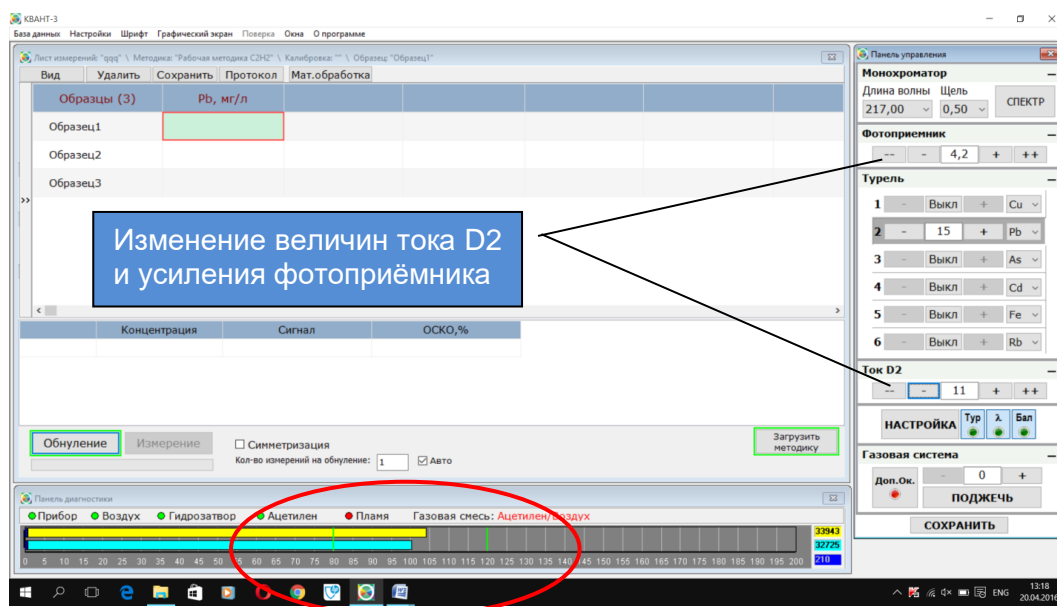 КВАНТ-3
База данных Настройки Шрифт Графический экран Поверка Окна О программе
Лист измерений: "qqq" \ Методика: "Рабочая методика C2H2" \ Калибровка: "" \ Образец: "Образец1"
Вид Удалить Сохранить Протокол Мат.обработка
Образцы (3) Pb, мг/л
Образец1
Образец2
Образец3
>>
Изменение величин тока D2
и усиления фотоприёмника
Концентрация Сигнал ОСКО,%
Обнуление Измерение
Симметризация
Кол-во измерений на обнуление: 1 Авто
Загрузить
методику
Панель диагностики
Прибор Воздух Гидрозатвор Ацетилен Пламя Газовая смесь: Ацетилен/Воздух
33943
32725
0 5 10 15 20 25 30 35 40 45 50 55 60 65 70 75 80 85 90 95 100 105 110 115 120 125 130 135 140 145 150 155 160 165 170 175 180 185 190 195 200 210
Панель управления
Монохроматор
Длина волны Щель
217,00 0,50 СПЕКТР
Фотоприемник
-- - 4,2 + ++
Турель
1 - Выкл + Cu
2 - 15 + Pb
3 - Выкл + As
4 - Выкл + Cd
5 - Выкл + Fe
6 - Выкл + Rb
Ток D2
-- - 11 + ++
НАСТРОЙКА Тур λ Бал
Газовая система
Доп.Ок. - 0 +
ПОДЖЕЧЬ
СОХРАНИТЬ
ENG 13:18
20.04.2016